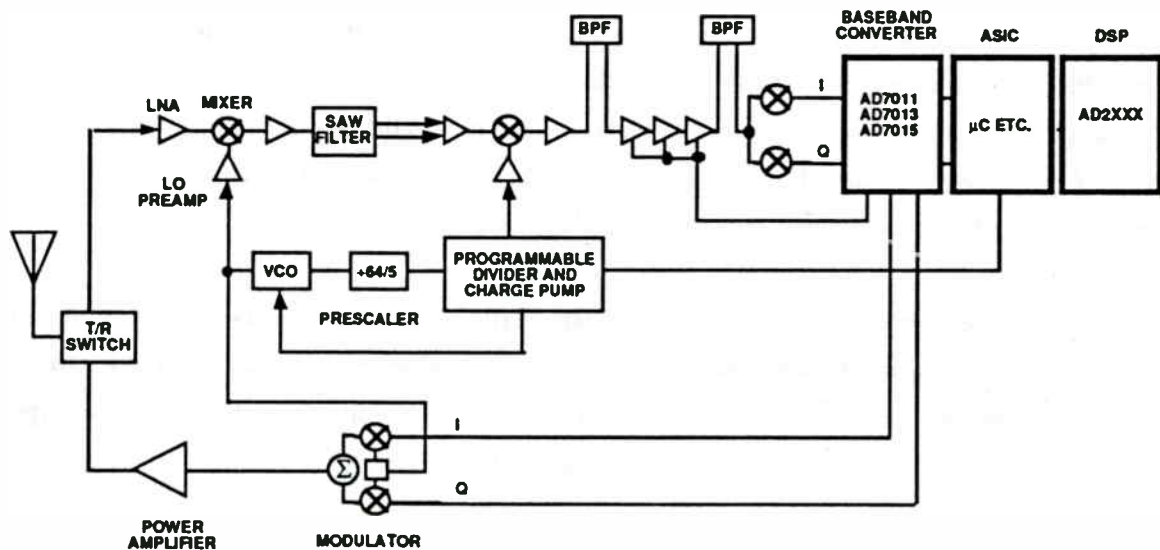 BPF
BPF
BASEBAND
CONVERTER
ASIC
DSP
LNA
MIXER
SAW
FILTER
I
Q
AD7011
AD7013
AD7015
µC ETC.
AD2XXX
LO
PREAMP
VCO
+64/5
PROGRAMMABLE
DIVIDER AND
CHARGE PUMP
PRESCALER
T/R
SWITCH
I
Σ
Q
POWER
AMPLIFIER
MODULATOR